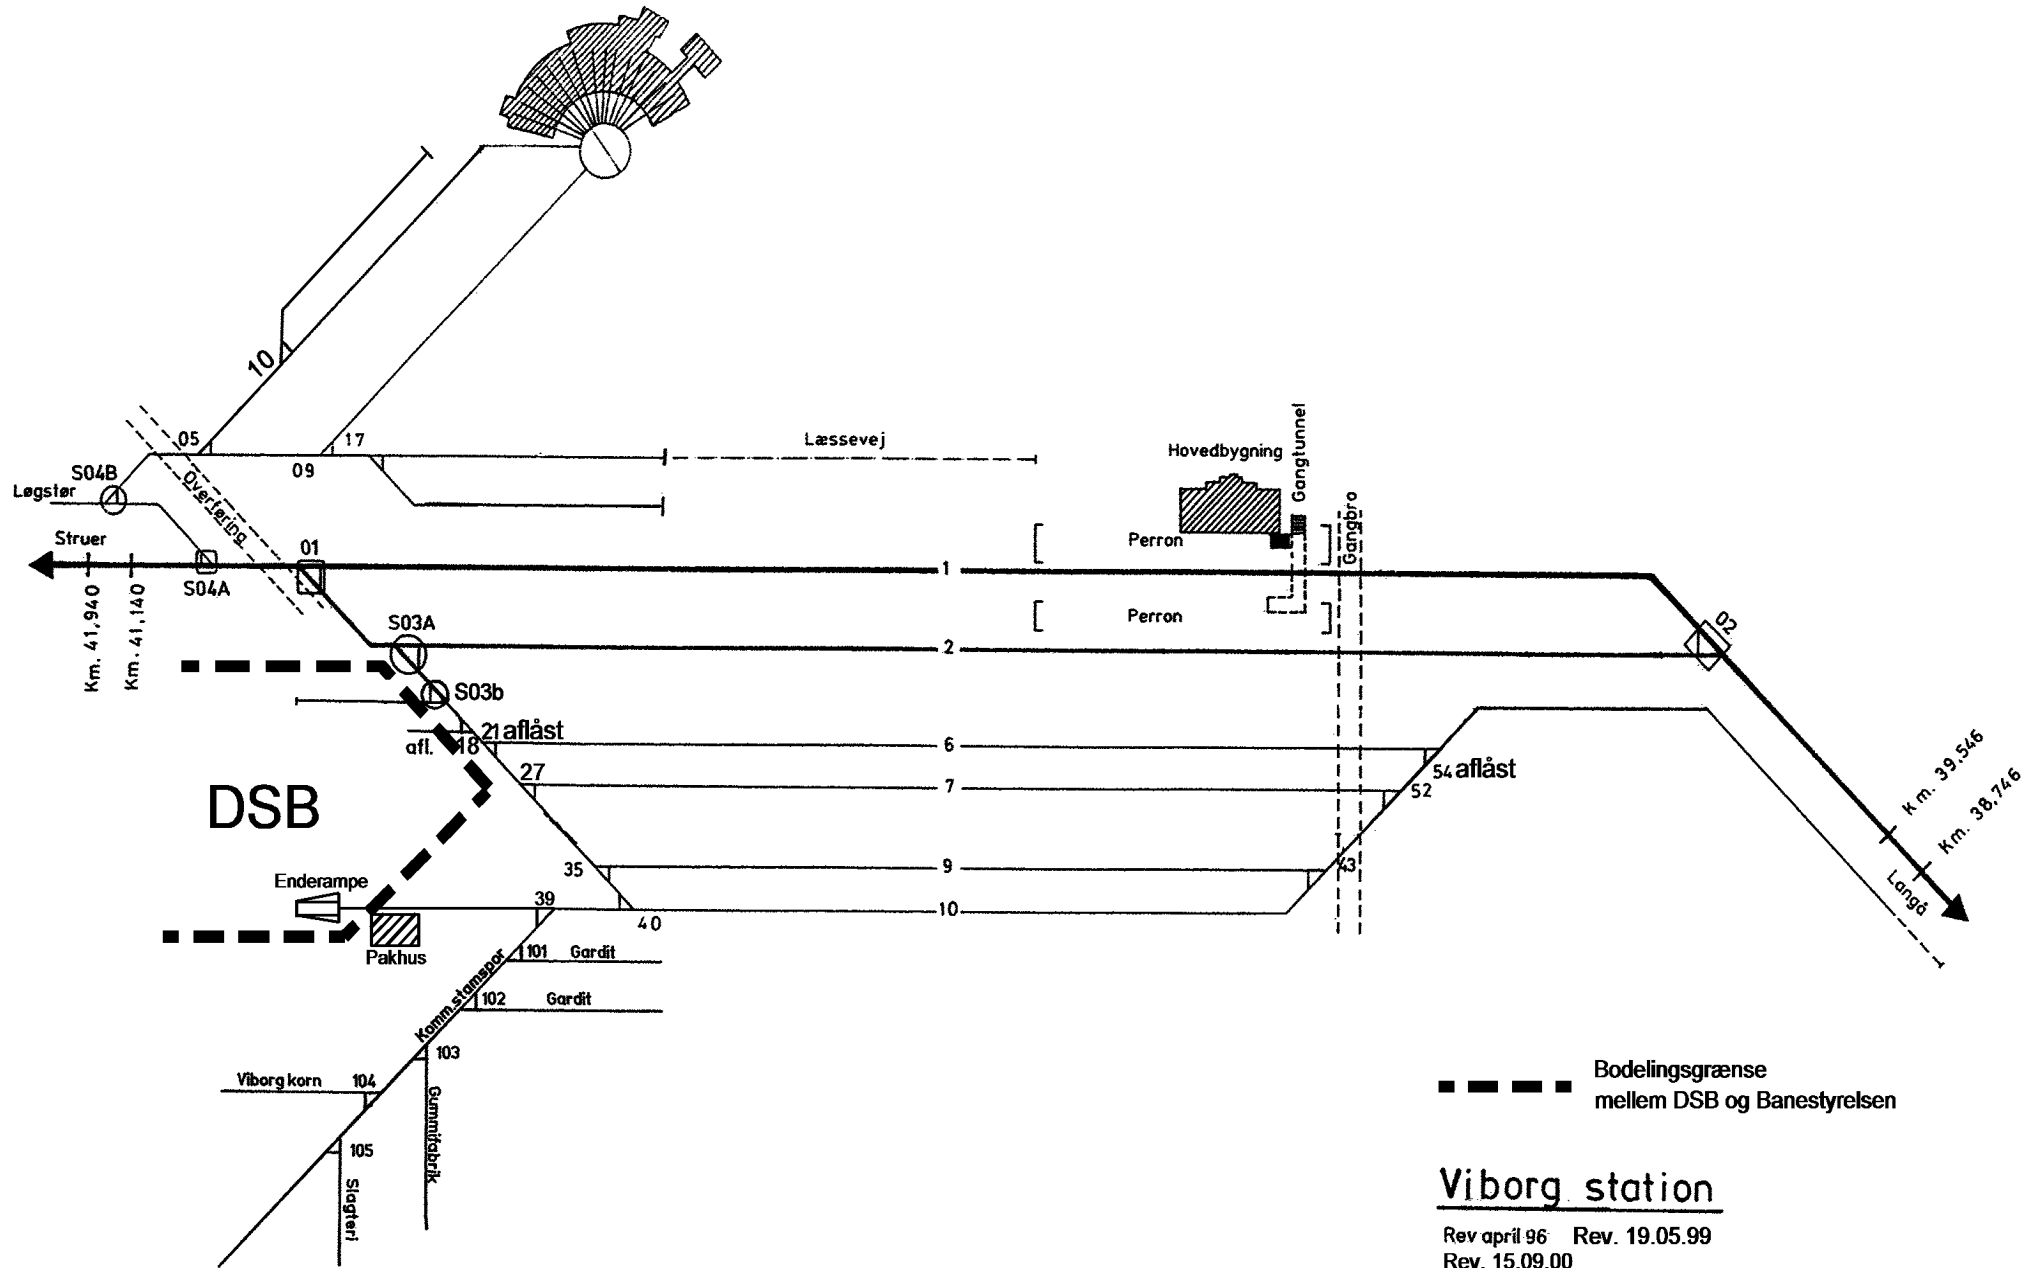 10
05
17
09
Læssevej
Hovedbygning
Gangtunnel
Gangbro
S04B
Løgstør
Overføring
Struer
01
S04A
Km. 41,940
Km. 41,140
Perron
1
Perron
02
S03A
2
S03b
21 aflåst
afl.
18
6
54 aflåst
27
7
52
DSB
35
9
43
Km. 39,546
Km. 38,746
Langå
Enderampe
39
10
40
Pakhus
Komm.stamspor
101
Gardit
102
Gardit
103
Gummifabrik
Viborg korn
104
105
Slagteri
Bodelingsgrænse
mellem DSB og Banestyrelsen
Viborg station
Rev april 96 Rev. 19.05.99
Rev. 15.09.00